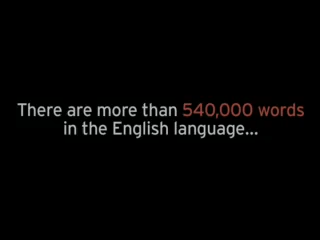 There are more than 540,000 words
in the English language...